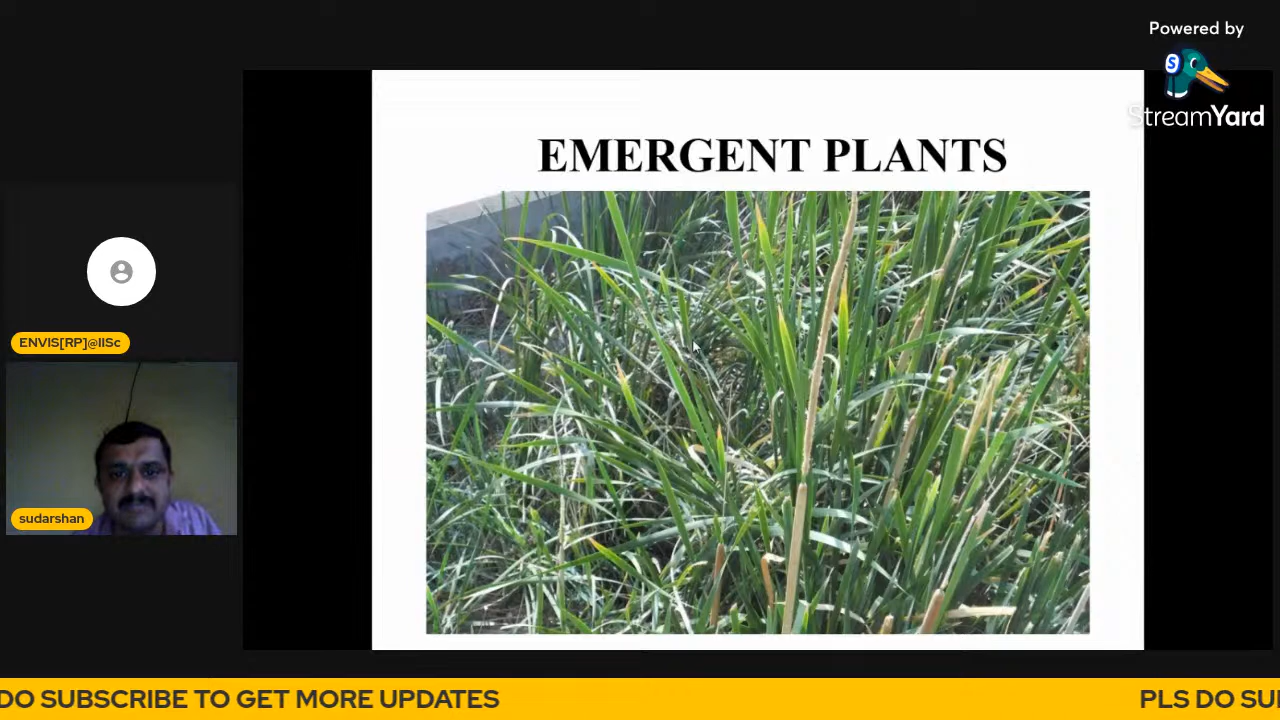 Powered by
StreamYard
EMERGENT PLANTS
ENVIS[RP]@IISc
sudarshan
DO SUBSCRIBE TO GET MORE UPDATES
PLS DO SU